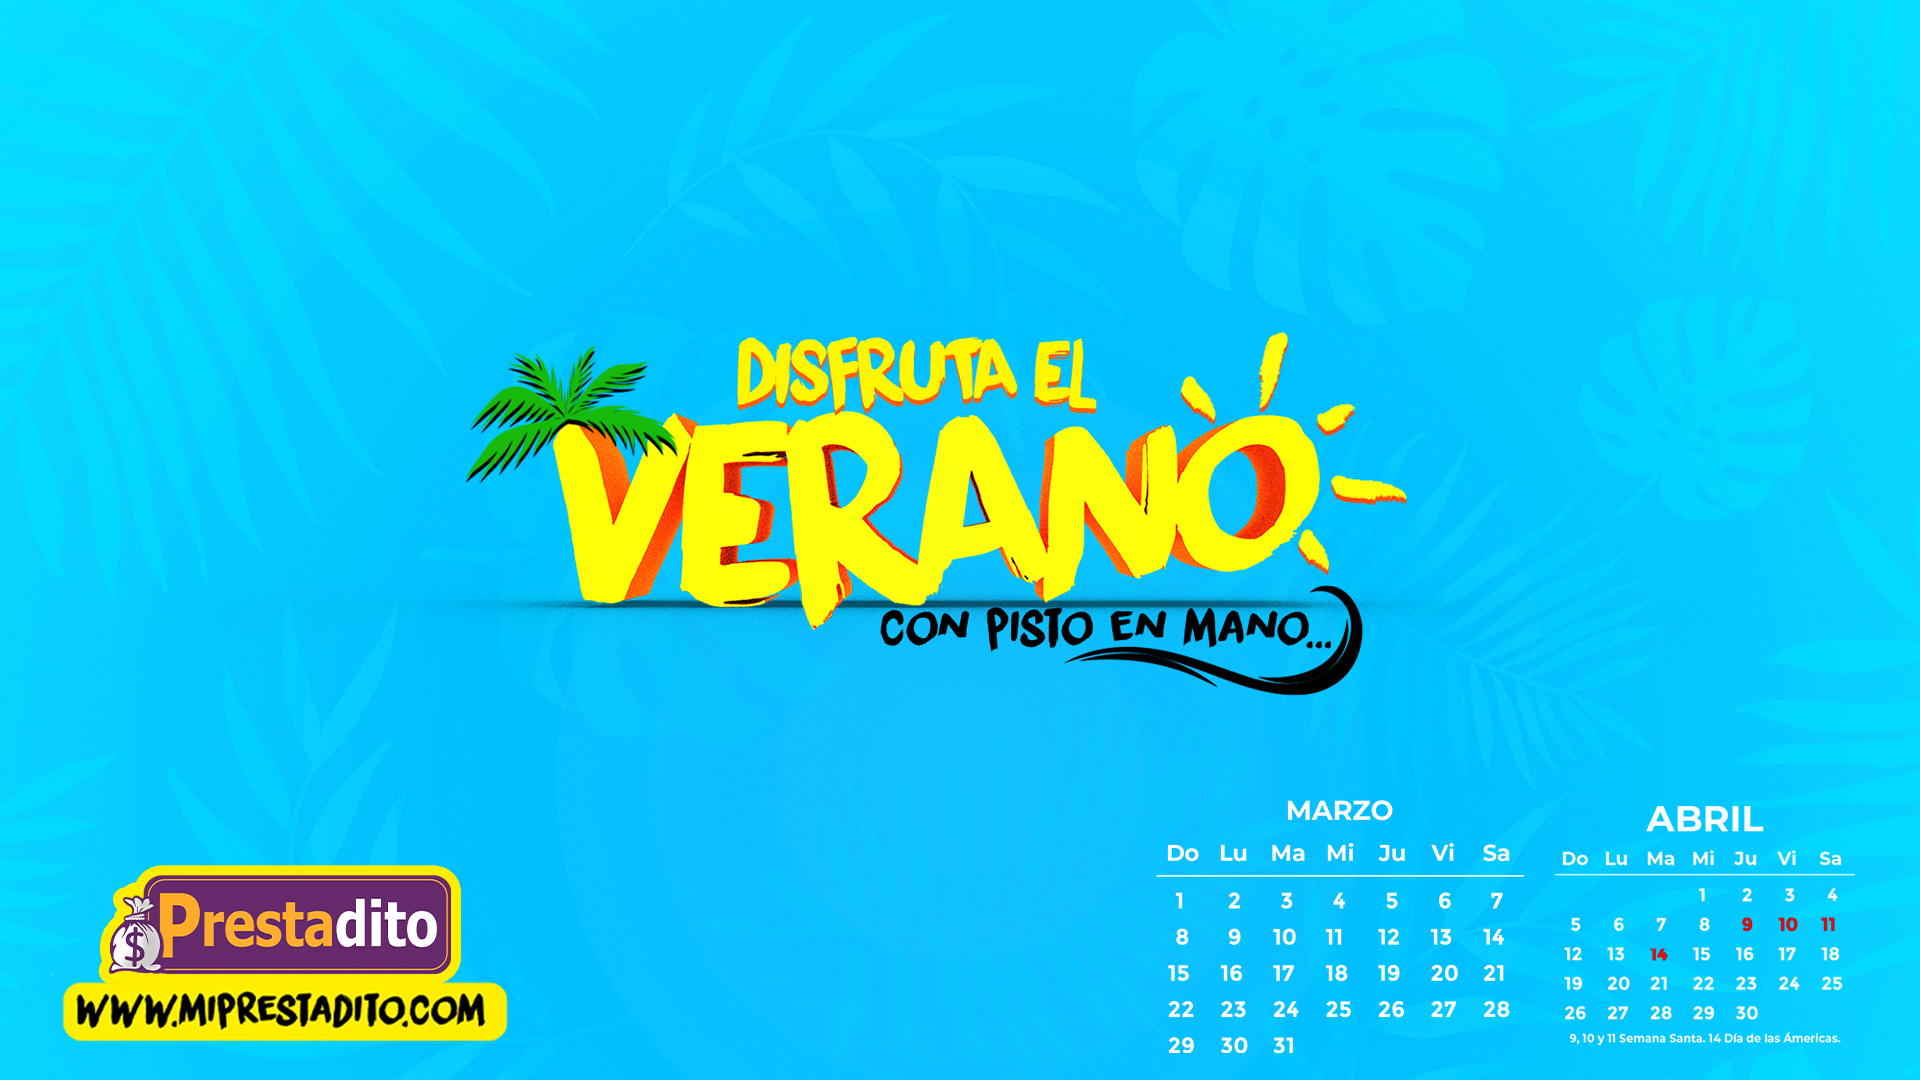 DISFRUTA EL
VERANO
CON PISTO EN MANO...
Prestadito
WWW.MIPRESTADITO.COM
MARZO
Do Lu Ma Mi Ju Vi Sa
1 2 3 4 5 6 7
8 9 10 11 12 13 14
15 16 17 18 19 20 21
22 23 24 25 26 27 28
29 30 31
ABRIL
Do Lu Ma Mi Ju Vi Sa
1 2 3 4
5 6 7 8 9 10 11
12 13 14 15 16 17 18
19 20 21 22 23 24 25
26 27 28 29 30
9, 10 y 11 Semana Santa. 14 Día de las Ámericas.